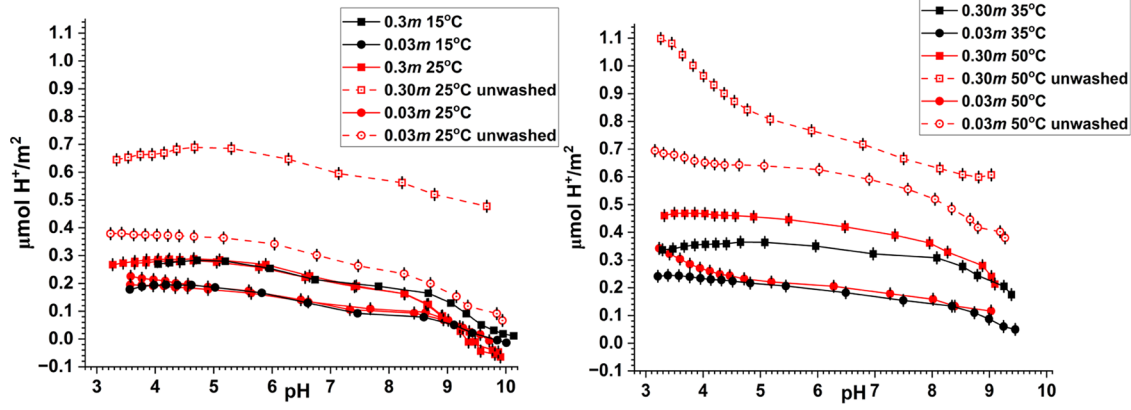 0.3m 15°C
0.03m 15°C
0.3m 25°C
0.30m 25°C unwashed
0.03m 25°C
0.03m 25°C unwashed
1.1
1.0
0.9
0.8
0.7
0.6
0.5
0.4
0.3
0.2
0.1
0.0
−0.1
µmol H⁺/m²
3 4 5 6 7 8 9 10
pH
0.30m 35°C
0.03m 35°C
0.30m 50°C
0.30m 50°C unwashed
0.03m 50°C
0.03m 50°C unwashed
1.1
1.0
0.9
0.8
0.7
0.6
0.5
0.4
0.3
0.2
0.1
0.0
−0.1
µmol H⁺/m²
3 4 5 6 7 8 9 10
pH